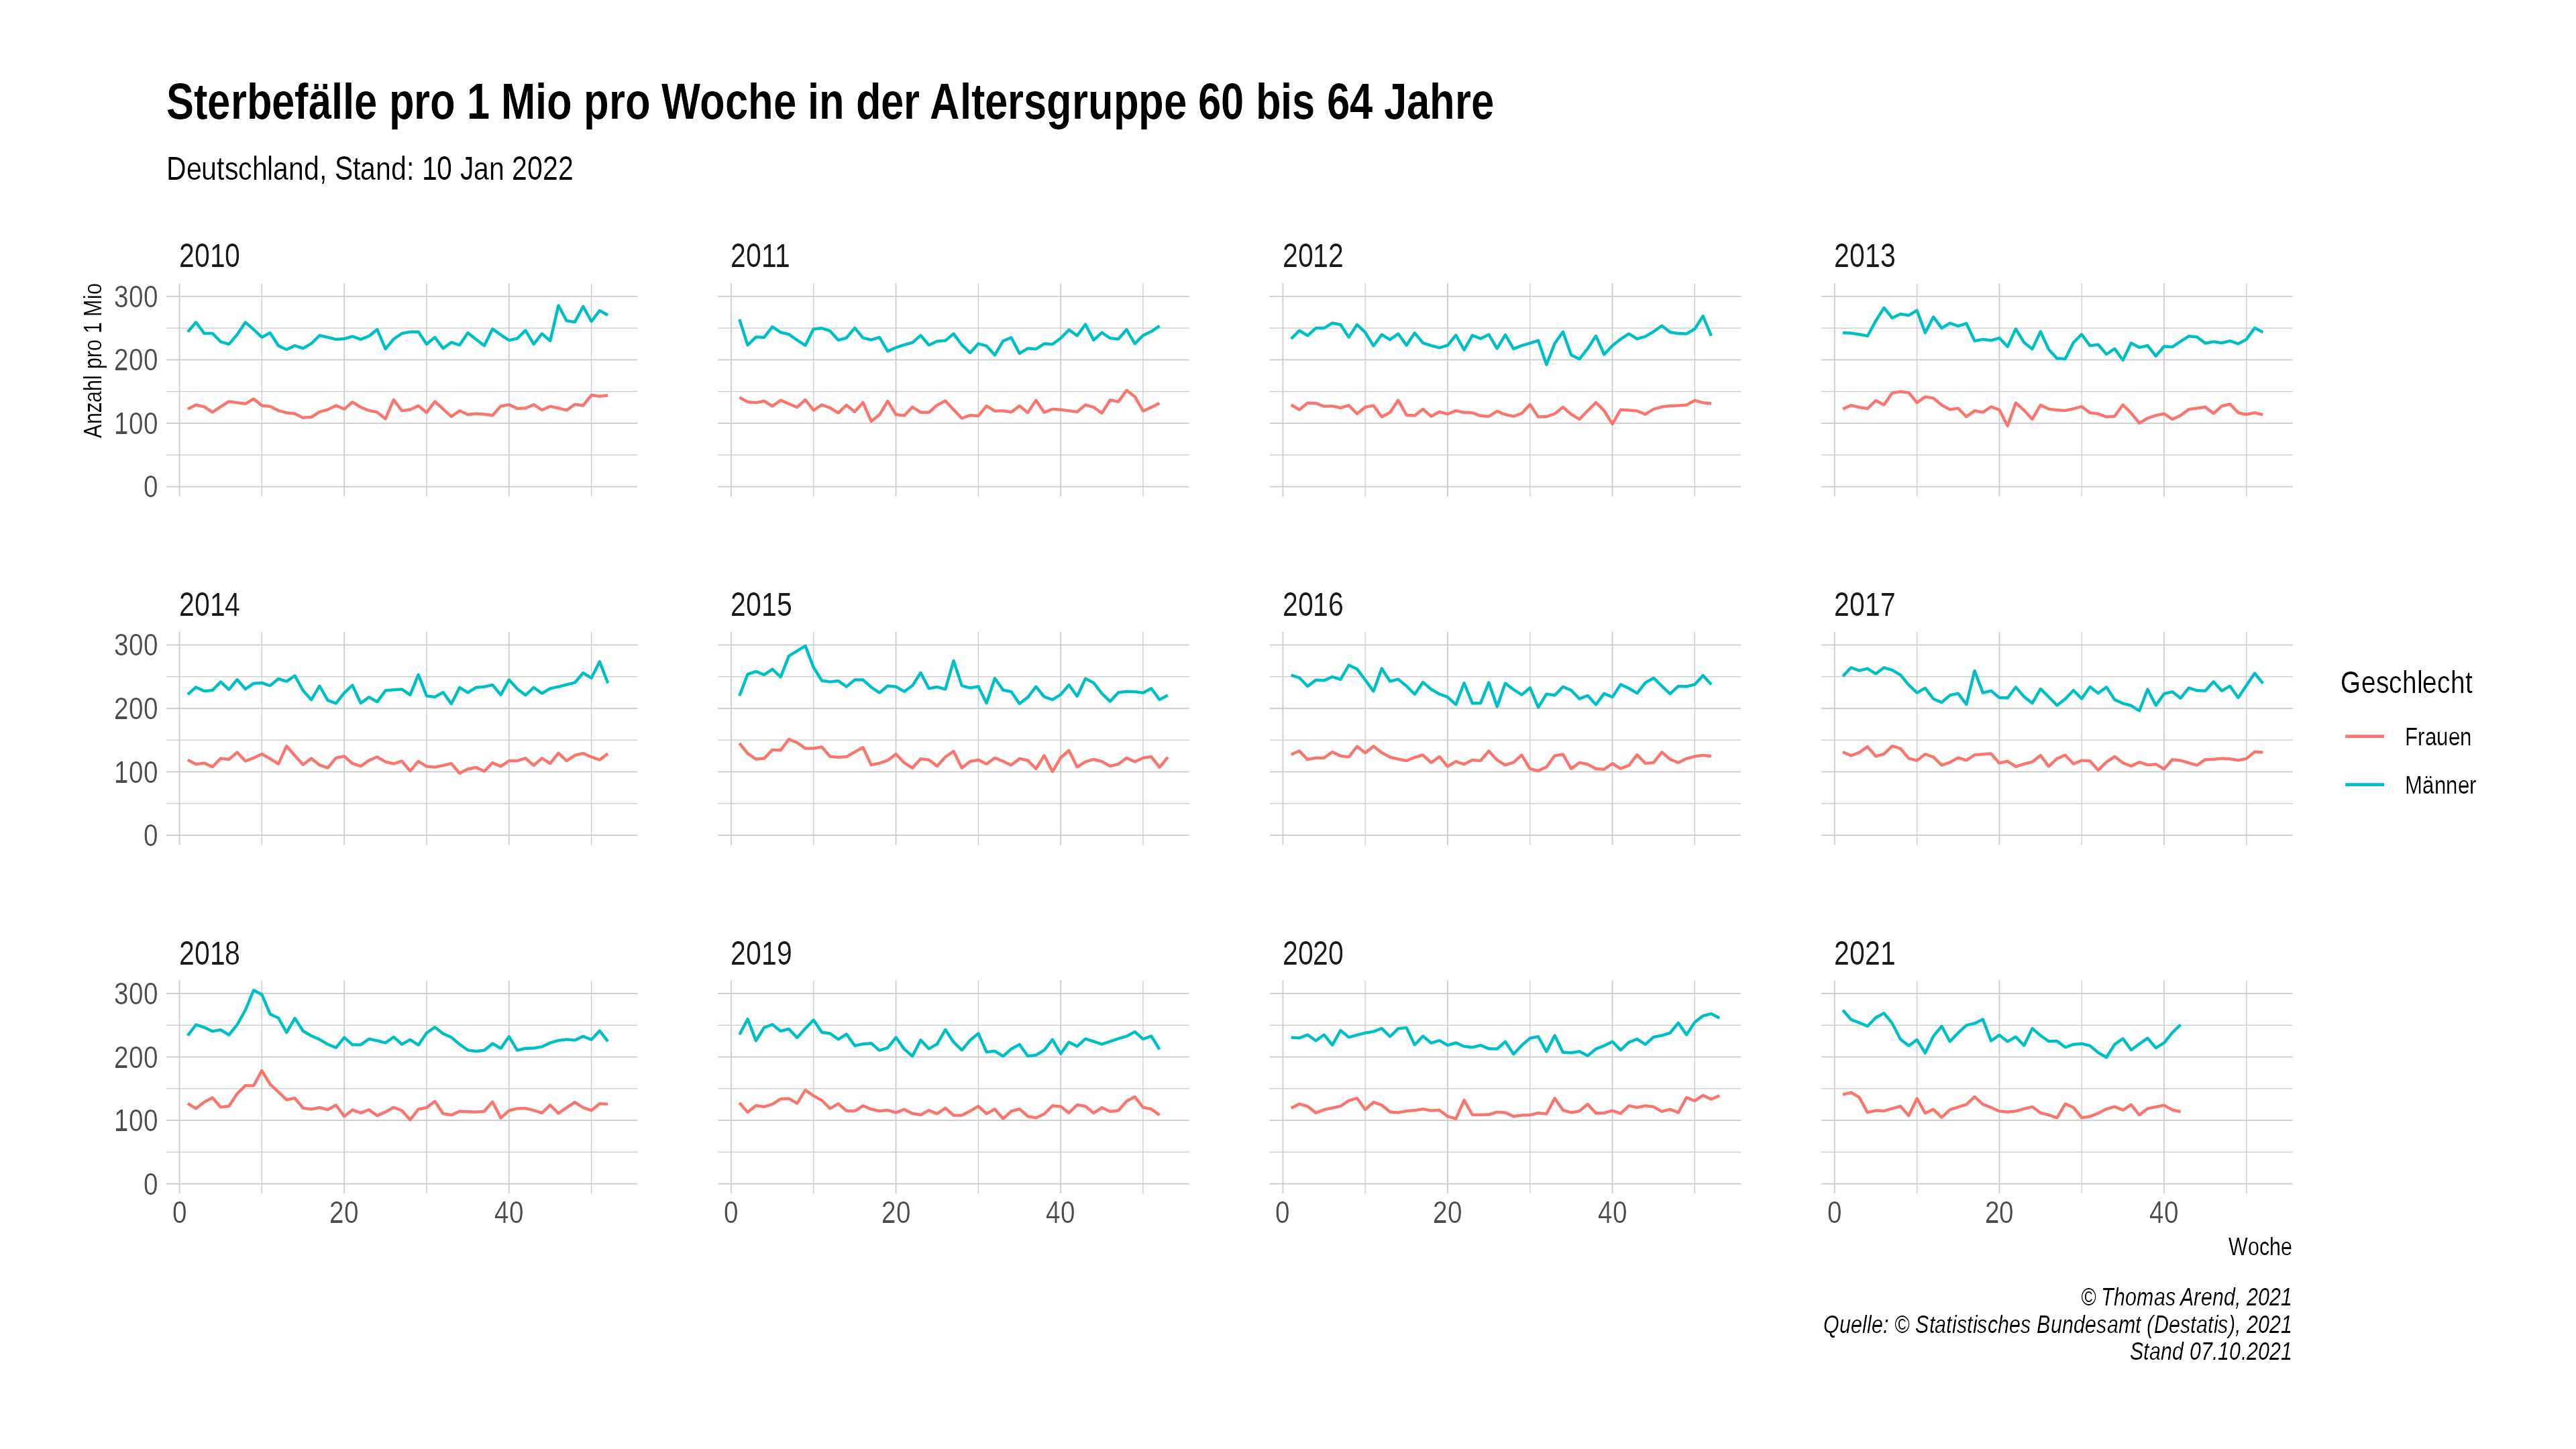 Sterbefälle pro 1 Mio pro Woche in der Altersgruppe 60 bis 64 Jahre
Deutschland, Stand: 10 Jan 2022
2010
2011
2012
2013
Anzahl pro 1 Mio
300
200
100
0
2014
2015
2016
2017
300
200
100
0
Geschlecht
Frauen
Männer
2018
2019
2020
2021
300
200
100
0
0 20 40
0 20 40
0 20 40
0 20 40
Woche
© Thomas Arend, 2021
Quelle: © Statistisches Bundesamt (Destatis), 2021
Stand 07.10.2021